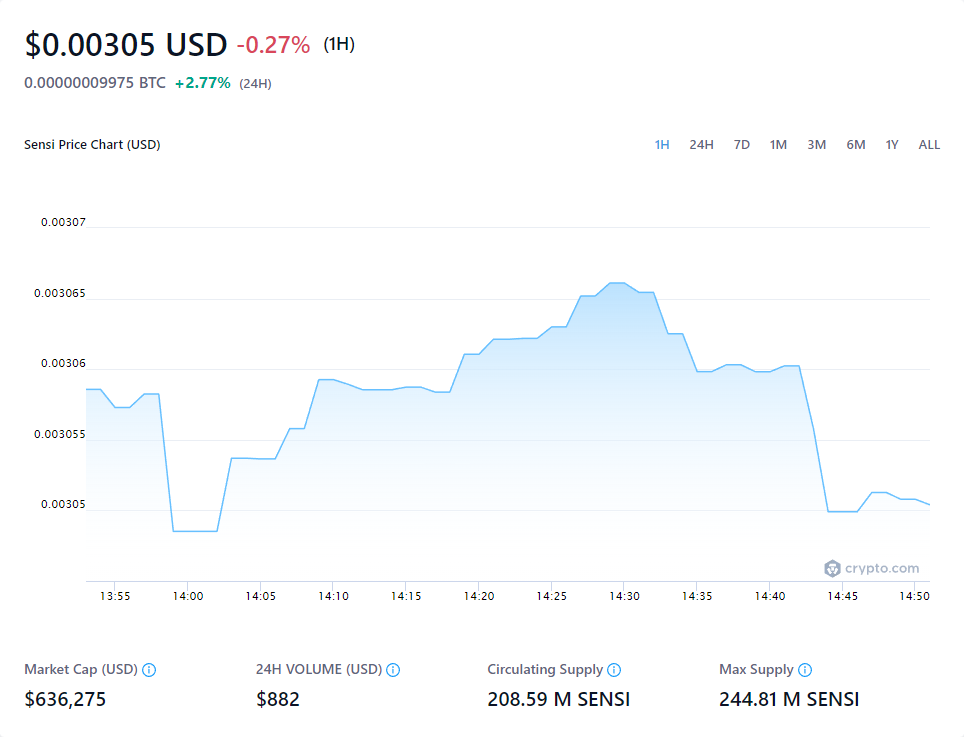 $0.00305 USD -0.27% (1H)
0.00000009975 BTC +2.77% (24H)
Sensi Price Chart (USD)
1H 24H 7D 1M 3M 6M 1Y ALL
0.00307
0.003065
0.00306
0.003055
0.00305
crypto.com
13:55 14:00 14:05 14:10 14:15 14:20 14:25 14:30 14:35 14:40 14:45 14:50
Market Cap (USD) 24H VOLUME (USD) Circulating Supply Max Supply
$636,275 $882 208.59 M SENSI 244.81 M SENSI